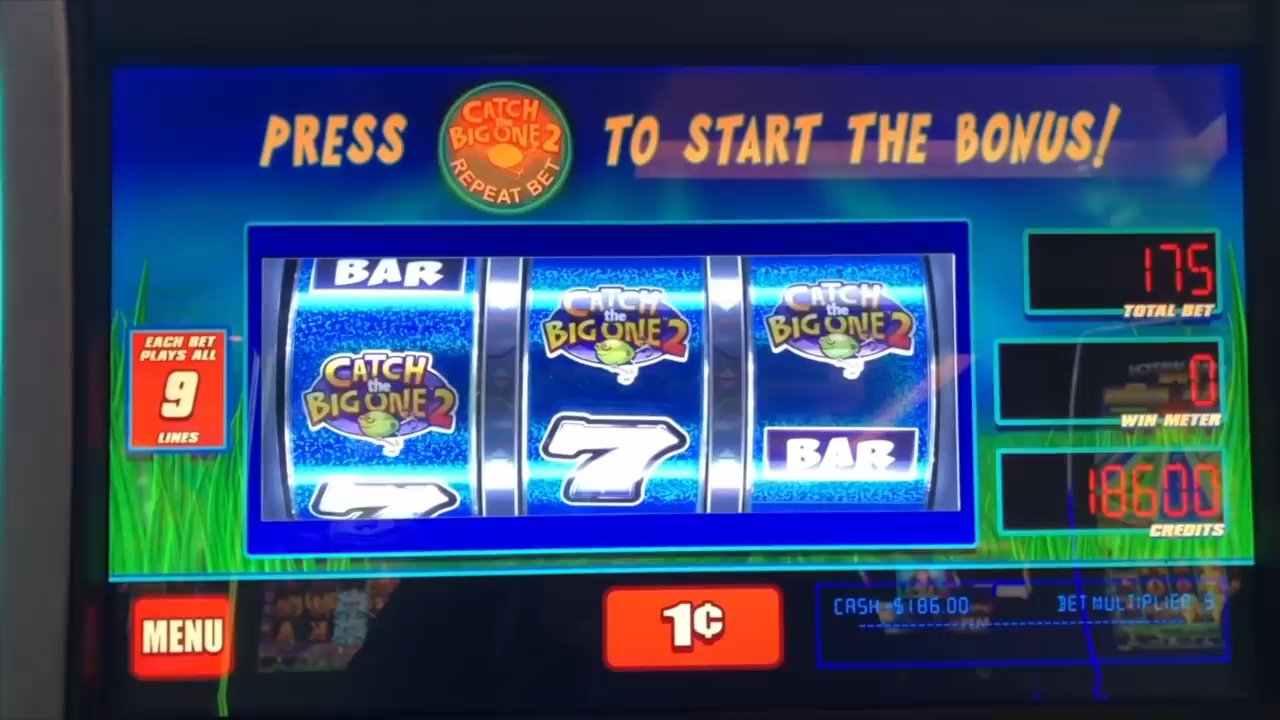 PRESS CATCH the BIG ONE 2 REPEAT BET TO START THE BONUS!
BAR
CATCH the BIG ONE 2
CATCH the BIG ONE 2
CATCH the BIG ONE 2
7
BAR
7
EACH BET
PLAYS ALL
9
LINES
175
TOTAL BET
0
WIN METER
18600
CREDITS
MENU
1¢
CASH $186.00
BET MULTIPLIER 5